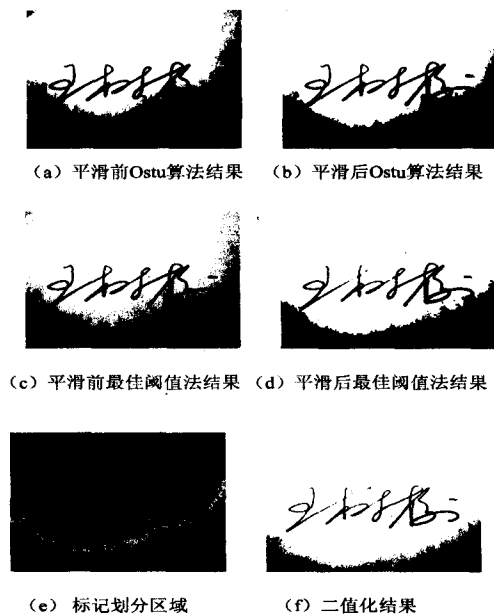 (a) 平滑前Ostu算法结果 (b) 平滑后Ostu算法结果
(c) 平滑前最佳阈值法结果 (d) 平滑后最佳阈值法结果
(e) 标记划分区域 (f) 二值化结果